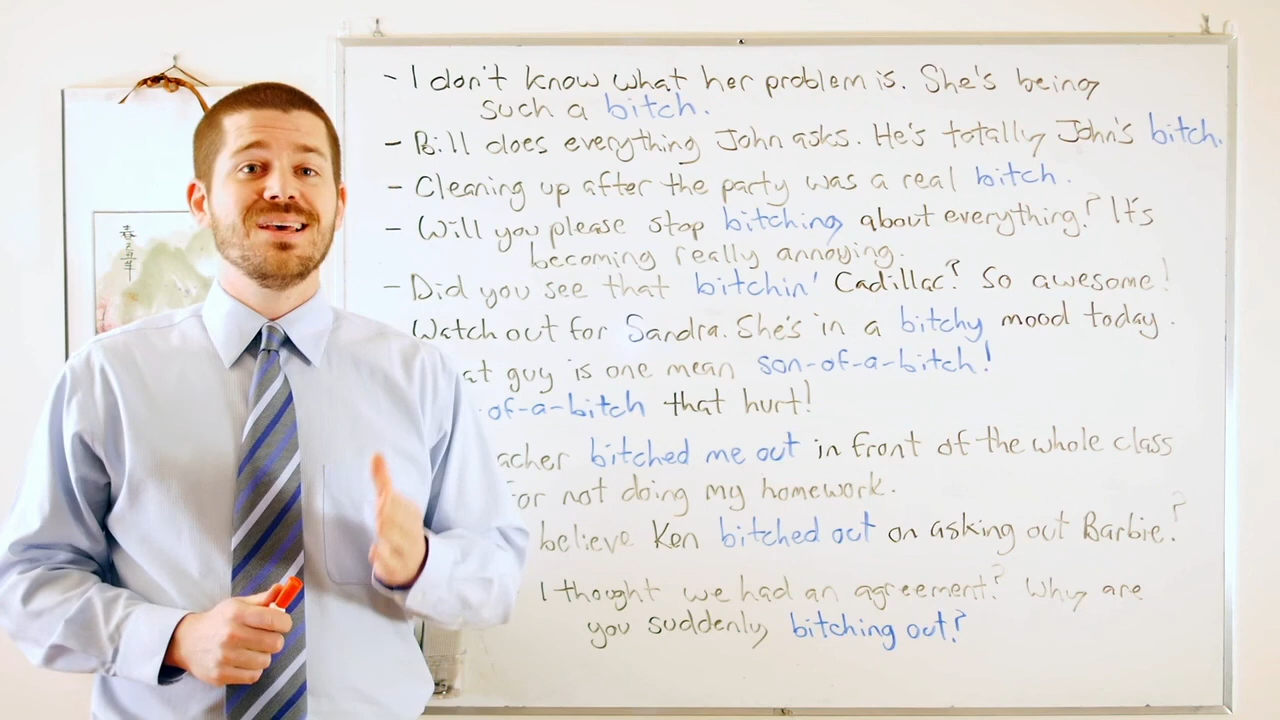 - I don't know what her problem is. She's being
such a bitch.
- Bill does everything John asks. He's totally John's bitch.
- Cleaning up after the party was a real bitch.
- Will you please stop bitching about everything? It's
becoming really annoying.
- Did you see that bitchin' Cadillac? So awesome!
Watch out for Sandra. She's in a bitchy mood today.
at guy is one mean son-of-a-bitch!
-of-a-bitch that hurt!
acher bitched me out in front of the whole class
for not doing my homework.
believe Ken bitched out on asking out Barbie?
I thought we had an agreement? Why are
you suddenly bitching out?